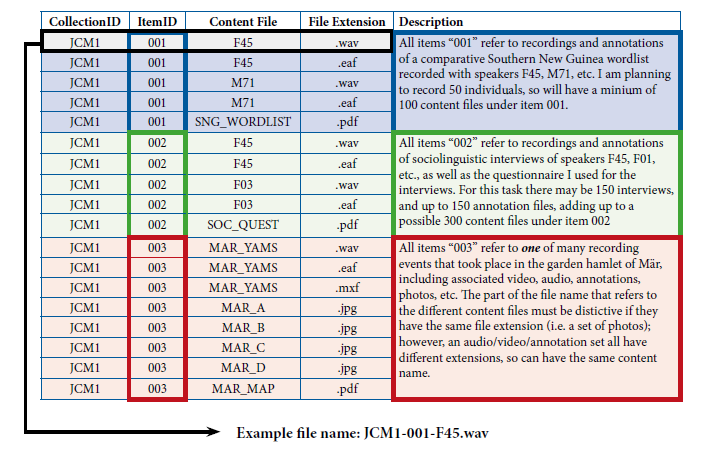 CollectionID ItemID Content File File Extension Description
JCM1 001 F45 .wav
JCM1 001 F45 .eaf
JCM1 001 M71 .wav
JCM1 001 M71 .eaf
JCM1 001 SNG_WORDLIST .pdf
All items “001” refer to recordings and annotations
of a comparative Southern New Guinea wordlist
recorded with speakers F45, M71, etc. I am planning
to record 50 individuals, so will have a minium of
100 content files under item 001.
JCM1 002 F45 .wav
JCM1 002 F45 .eaf
JCM1 002 F03 .wav
JCM1 002 F03 .eaf
JCM1 002 SOC_QUEST .pdf
All items “002” refer to recordings and annotations
of sociolinguistic interviews of speakers F45, F01,
etc., as well as the questionnaire I used for the
interviews. For this task there may be 150 interviews,
and up to 150 annotation files, adding up to a
possible 300 content files under item 002
JCM1 003 MAR_YAMS .wav
JCM1 003 MAR_YAMS .eaf
JCM1 003 MAR_YAMS .mxf
JCM1 003 MAR_A .jpg
JCM1 003 MAR_B .jpg
JCM1 003 MAR_C .jpg
JCM1 003 MAR_D .jpg
JCM1 003 MAR_MAP .pdf
All items “003” refer to one of many recording
events that took place in the garden hamlet of Mär,
including associated video, audio, annotations,
photos, etc. The part of the file name that refers to
the different content files must be distictive if they
have the same file extension (i.e. a set of photos);
however, an audio/video/annotation set all have
different extensions, so can have the same content
name.
Example file name: JCM1-001-F45.wav